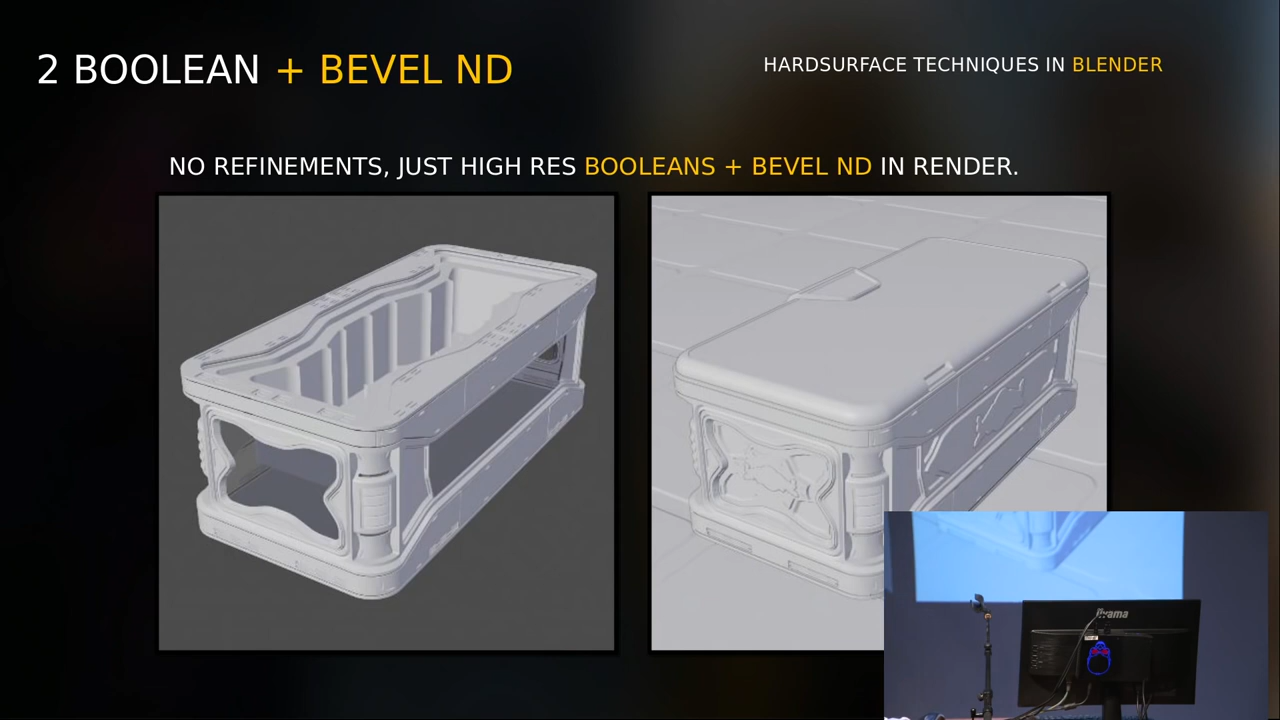 2 BOOLEAN + BEVEL ND
HARDSURFACE TECHNIQUES IN BLENDER
NO REFINEMENTS, JUST HIGH RES BOOLEANS + BEVEL ND IN RENDER.
iiyama